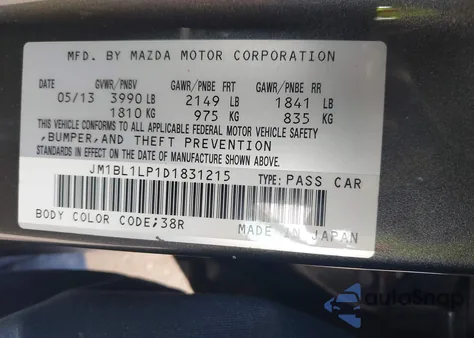 MFD. BY MAZDA MOTOR CORPORATION
DATE GVWR/PNBV GAWR/PNBE FRT GAWR/PNBE RR
05/13 3990 LB 2149 LB 1841 LB
1810 KG 975 KG 835 KG
THIS VEHICLE CONFORMS TO ALL APPLICABLE FEDERAL MOTOR VEHICLE SAFETY
,BUMPER,AND THEFT PREVENTION
STANDARDS IN EFFECT ON THE DATE OF MANUFACTURE SHOWN ABOVE.
JM1BL1LP1D1831215 TYPE: PASS CAR
BODY COLOR CODE;38R MADE IN JAPAN
autoSnap